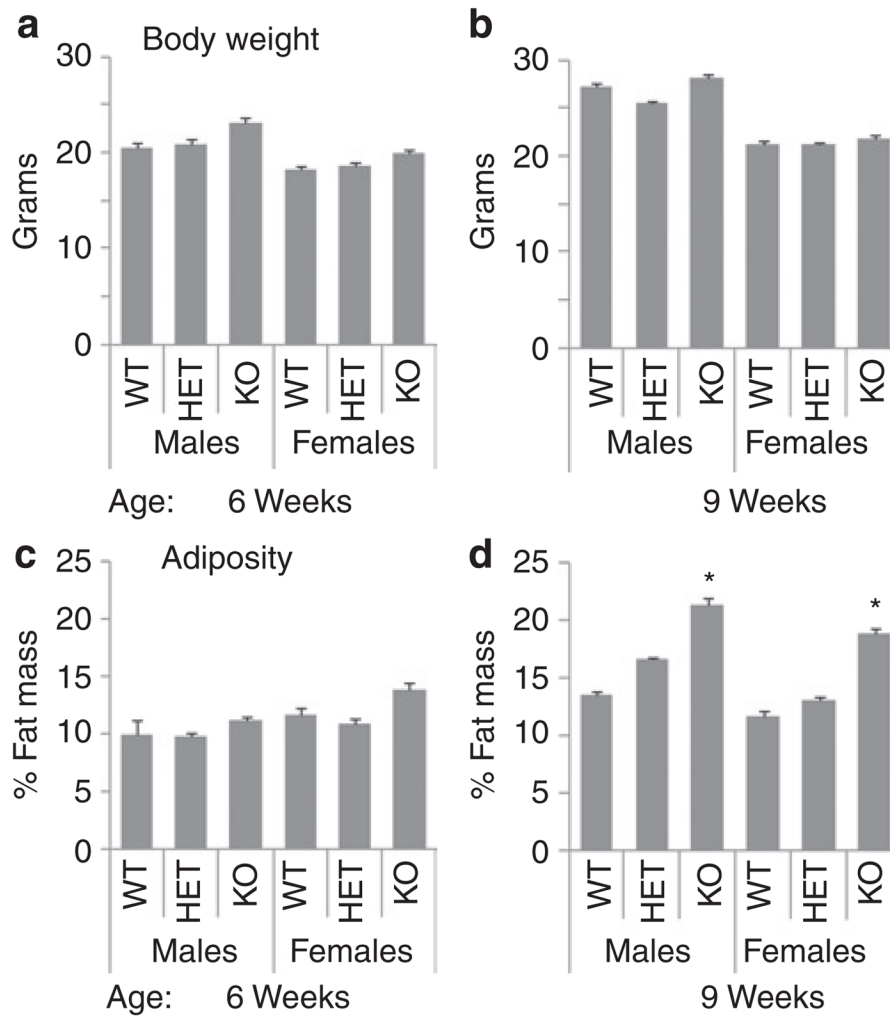 a Body weight
30
20
10
0
Grams
WT HET KO WT HET KO
Males Females
Age: 6 Weeks
b
30
20
10
0
Grams
WT HET KO WT HET KO
Males Females
9 Weeks
c Adiposity
25
20
15
10
5
0
% Fat mass
WT HET KO WT HET KO
Males Females
Age: 6 Weeks
d
25
20
15
10
5
0
% Fat mass
* *
WT HET KO WT HET KO
Males Females
9 Weeks